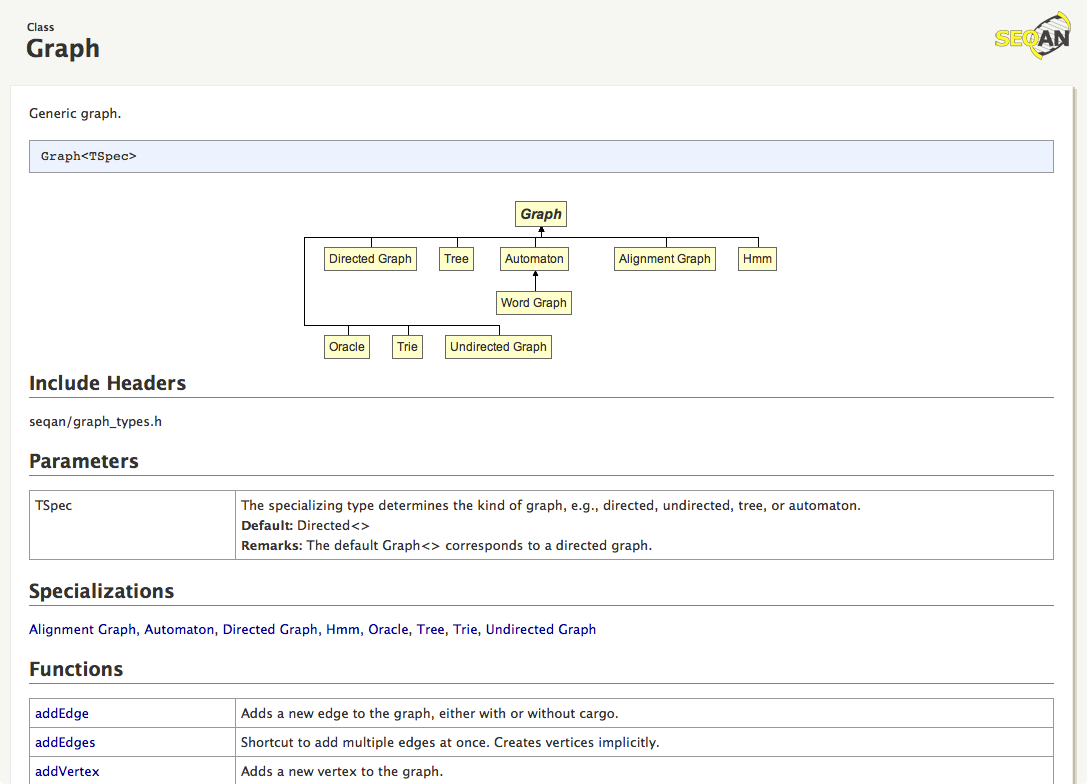 Class
Graph
SEQAN
Generic graph.
Graph<TSpec>
Graph
Directed Graph
Tree
Automaton
Alignment Graph
Hmm
Word Graph
Oracle
Trie
Undirected Graph
Include Headers
seqan/graph_types.h
Parameters
TSpec
The specializing type determines the kind of graph, e.g., directed, undirected, tree, or automaton.
Default: Directed<>
Remarks: The default Graph<> corresponds to a directed graph.
Specializations
Alignment Graph, Automaton, Directed Graph, Hmm, Oracle, Tree, Trie, Undirected Graph
Functions
addEdge
Adds a new edge to the graph, either with or without cargo.
addEdges
Shortcut to add multiple edges at once. Creates vertices implicitly.
addVertex
Adds a new vertex to the graph.